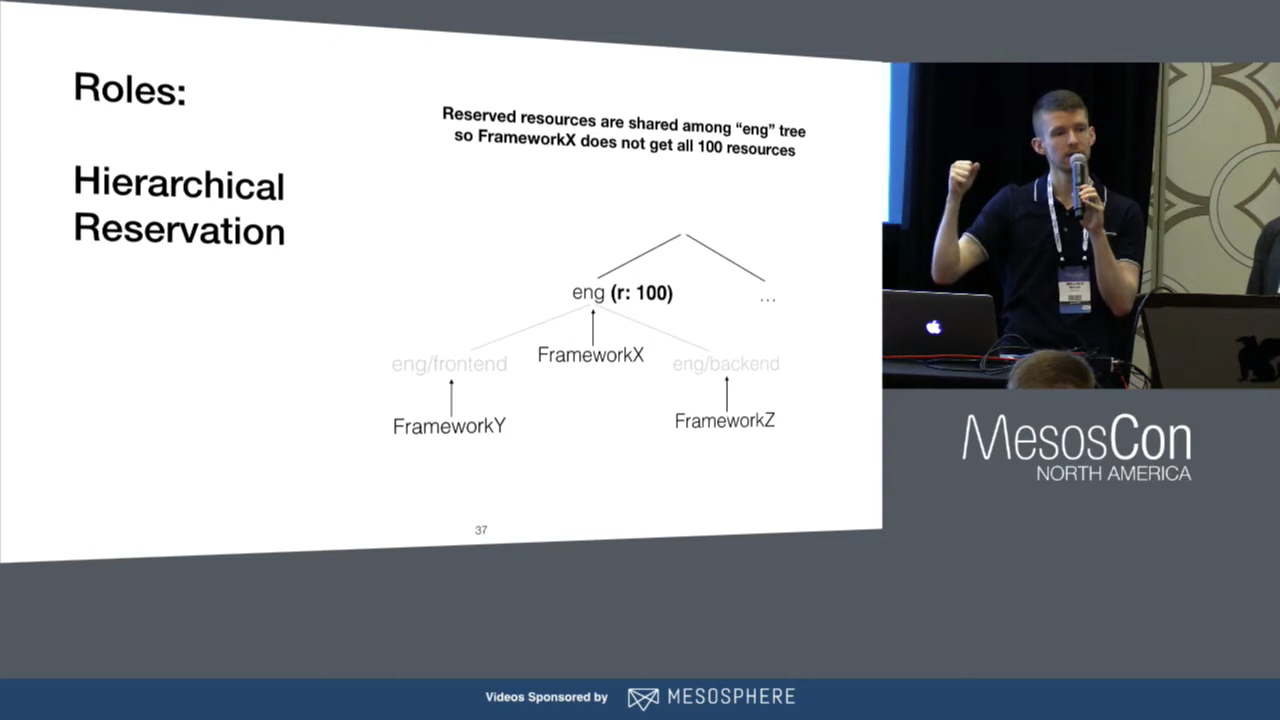 Roles:
Hierarchical
Reservation
Reserved resources are shared among “eng” tree
so FrameworkX does not get all 100 resources
eng (r: 100)
...
eng/frontend
FrameworkX
eng/backend
FrameworkY
FrameworkZ
37
MesosCon
NORTH AMERICA
Videos Sponsored by
MESOSPHERE